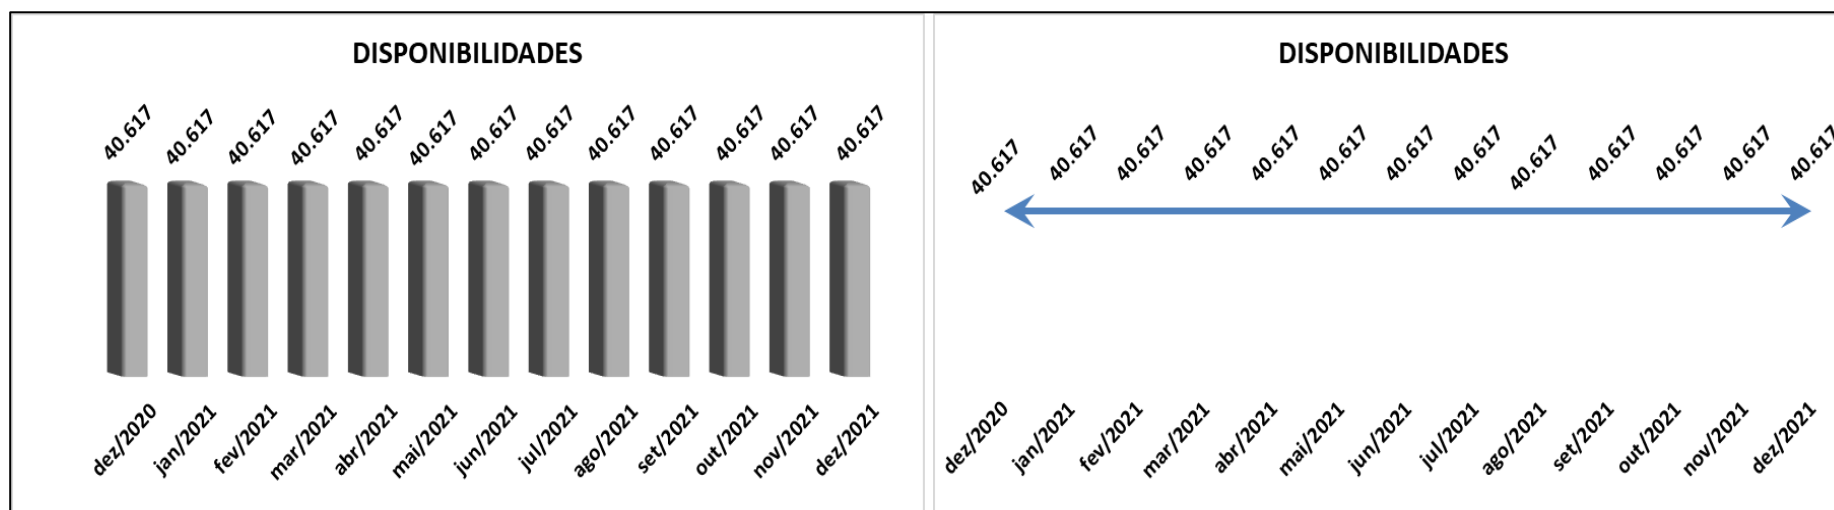 DISPONIBILIDADES
40.617 40.617 40.617 40.617 40.617 40.617 40.617 40.617 40.617 40.617 40.617 40.617 40.617
dez/2020 jan/2021 fev/2021 mar/2021 abr/2021 mai/2021 jun/2021 jul/2021 ago/2021 set/2021 out/2021 nov/2021 dez/2021
DISPONIBILIDADES
40.617 40.617 40.617 40.617 40.617 40.617 40.617 40.617 40.617 40.617 40.617 40.617 40.617
dez/2020 jan/2021 fev/2021 mar/2021 abr/2021 mai/2021 jun/2021 jul/2021 ago/2021 set/2021 out/2021 nov/2021 dez/2021